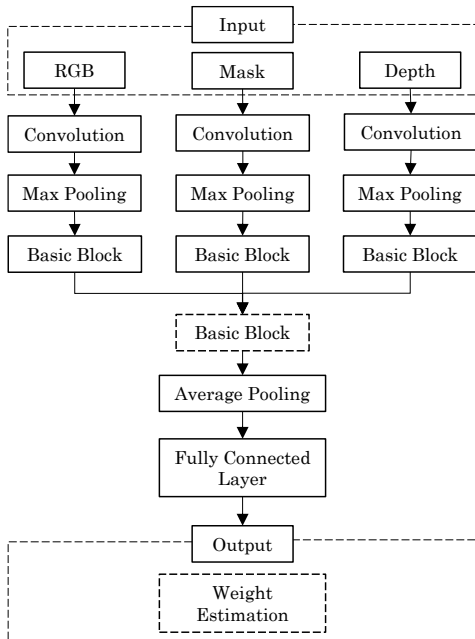 Input
RGB
Mask
Depth
Convolution
Convolution
Convolution
Max Pooling
Max Pooling
Max Pooling
Basic Block
Basic Block
Basic Block
Basic Block
Average Pooling
Fully Connected
Layer
Output
Weight
Estimation